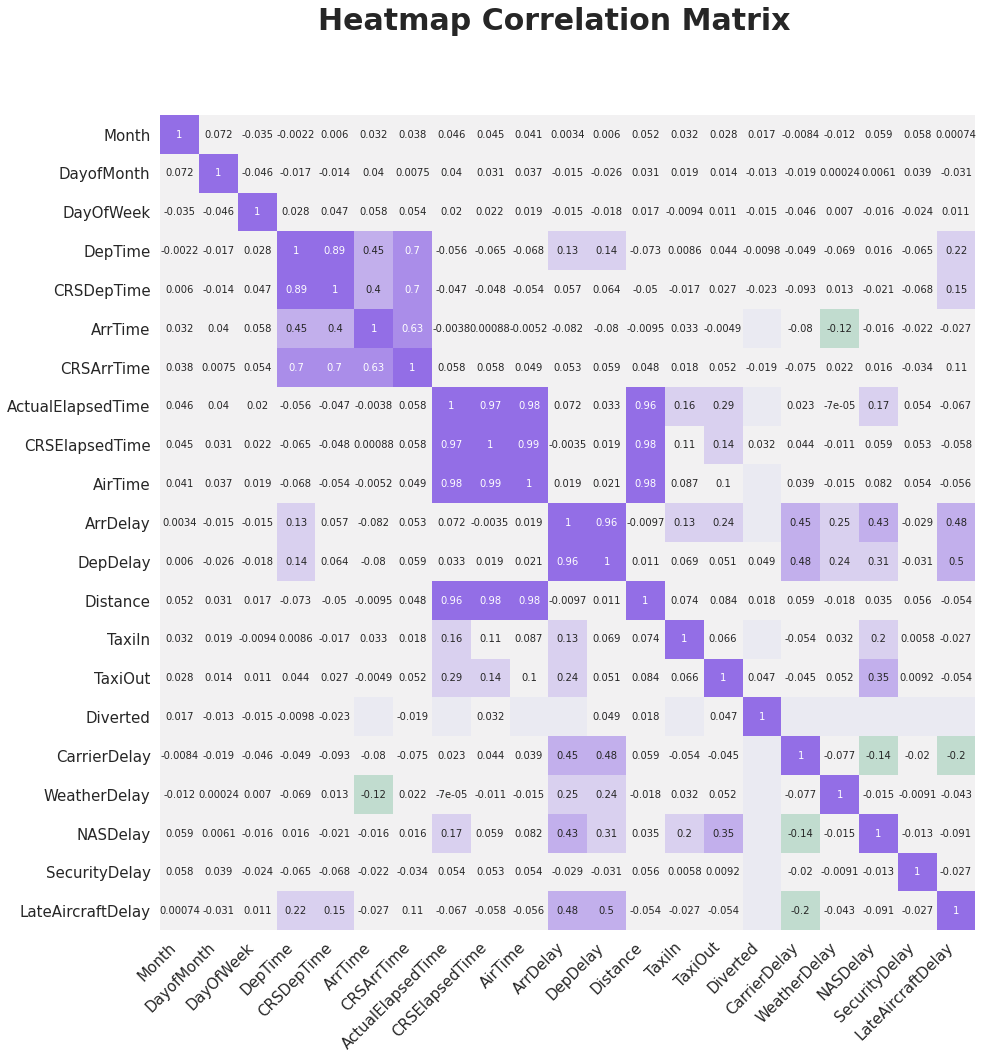 Heatmap Correlation Matrix
Month 1 0.072 -0.035 -0.0022 0.006 0.032 0.038 0.046 0.045 0.041 0.0034 0.006 0.052 0.032 0.028 0.017 -0.0084 -0.012 0.059 0.058 0.00074
DayofMonth 0.072 1 -0.046 -0.017 -0.014 0.04 0.0075 0.04 0.031 0.037 -0.015 -0.026 0.031 0.019 0.014 -0.013 -0.019 0.00024 0.0061 0.039 -0.031
DayOfWeek -0.035 -0.046 1 0.028 0.047 0.058 0.054 0.02 0.022 0.019 -0.015 -0.018 0.017 -0.0094 0.011 -0.015 -0.046 0.007 -0.016 -0.024 0.011
DepTime -0.0022 -0.017 0.028 1 0.89 0.45 0.7 -0.056 -0.065 -0.068 0.13 0.14 -0.073 0.0086 0.044 -0.0098 -0.049 -0.069 0.016 -0.065 0.22
CRSDepTime 0.006 -0.014 0.047 0.89 1 0.4 0.7 -0.047 -0.048 -0.054 0.057 0.064 -0.05 -0.017 0.027 -0.023 -0.093 0.013 -0.021 -0.068 0.15
ArrTime 0.032 0.04 0.058 0.45 0.4 1 0.63 -0.0038 0.00088 -0.0052 -0.082 -0.08 -0.0095 0.033 -0.0049 -0.08 -0.12 -0.016 -0.022 -0.027
CRSArrTime 0.038 0.0075 0.054 0.7 0.7 0.63 1 0.058 0.058 0.049 0.053 0.059 0.048 0.018 0.052 -0.019 -0.075 0.022 0.016 -0.034 0.11
ActualElapsedTime 0.046 0.04 0.02 -0.056 -0.047 -0.0038 0.058 1 0.97 0.98 0.072 0.033 0.96 0.16 0.29 0.023 -7e-05 0.17 0.054 -0.067
CRSElapsedTime 0.045 0.031 0.022 -0.065 -0.048 0.00088 0.058 0.97 1 0.99 -0.0035 0.019 0.98 0.11 0.14 0.032 0.044 -0.011 0.059 0.053 -0.058
AirTime 0.041 0.037 0.019 -0.068 -0.054 -0.0052 0.049 0.98 0.99 1 0.019 0.021 0.98 0.087 0.1 0.039 -0.015 0.082 0.054 -0.056
ArrDelay 0.0034 -0.015 -0.015 0.13 0.057 -0.082 0.053 0.072 -0.0035 0.019 1 0.96 -0.0097 0.13 0.24 0.45 0.25 0.43 -0.029 0.48
DepDelay 0.006 -0.026 -0.018 0.14 0.064 -0.08 0.059 0.033 0.019 0.021 0.96 1 0.011 0.069 0.051 0.049 0.48 0.24 0.31 -0.031 0.5
Distance 0.052 0.031 0.017 -0.073 -0.05 -0.0095 0.048 0.96 0.98 0.98 -0.0097 0.011 1 0.074 0.084 0.018 0.059 -0.018 0.035 0.056 -0.054
TaxiIn 0.032 0.019 -0.0094 0.0086 -0.017 0.033 0.018 0.16 0.11 0.087 0.13 0.069 0.074 1 0.066 -0.054 0.032 0.2 0.0058 -0.027
TaxiOut 0.028 0.014 0.011 0.044 0.027 -0.0049 0.052 0.29 0.14 0.1 0.24 0.051 0.084 0.066 1 0.047 -0.045 0.052 0.35 0.0092 -0.054
Diverted 0.017 -0.013 -0.015 -0.0098 -0.023 -0.019 0.032 0.049 0.018 0.047 1
CarrierDelay -0.0084 -0.019 -0.046 -0.049 -0.093 -0.08 -0.075 0.023 0.044 0.039 0.45 0.48 0.059 -0.054 -0.045 1 -0.077 -0.14 -0.02 -0.2
WeatherDelay -0.012 0.00024 0.007 -0.069 0.013 -0.12 0.022 -7e-05 -0.011 -0.015 0.25 0.24 -0.018 0.032 0.052 -0.077 1 -0.015 -0.0091 -0.043
NASDelay 0.059 0.0061 -0.016 0.016 -0.021 -0.016 0.016 0.17 0.059 0.082 0.43 0.31 0.035 0.2 0.35 -0.14 -0.015 1 -0.013 -0.091
SecurityDelay 0.058 0.039 -0.024 -0.065 -0.068 -0.022 -0.034 0.054 0.053 0.054 -0.029 -0.031 0.056 0.0058 0.0092 -0.02 -0.0091 -0.013 1 -0.027
LateAircraftDelay 0.00074 -0.031 0.011 0.22 0.15 -0.027 0.11 -0.067 -0.058 -0.056 0.48 0.5 -0.054 -0.027 -0.054 -0.2 -0.043 -0.091 -0.027 1
Month DayofMonth DayOfWeek DepTime CRSDepTime ArrTime CRSArrTime ActualElapsedTime CRSElapsedTime AirTime ArrDelay DepDelay Distance TaxiIn TaxiOut Diverted CarrierDelay WeatherDelay NASDelay SecurityDelay LateAircraftDelay